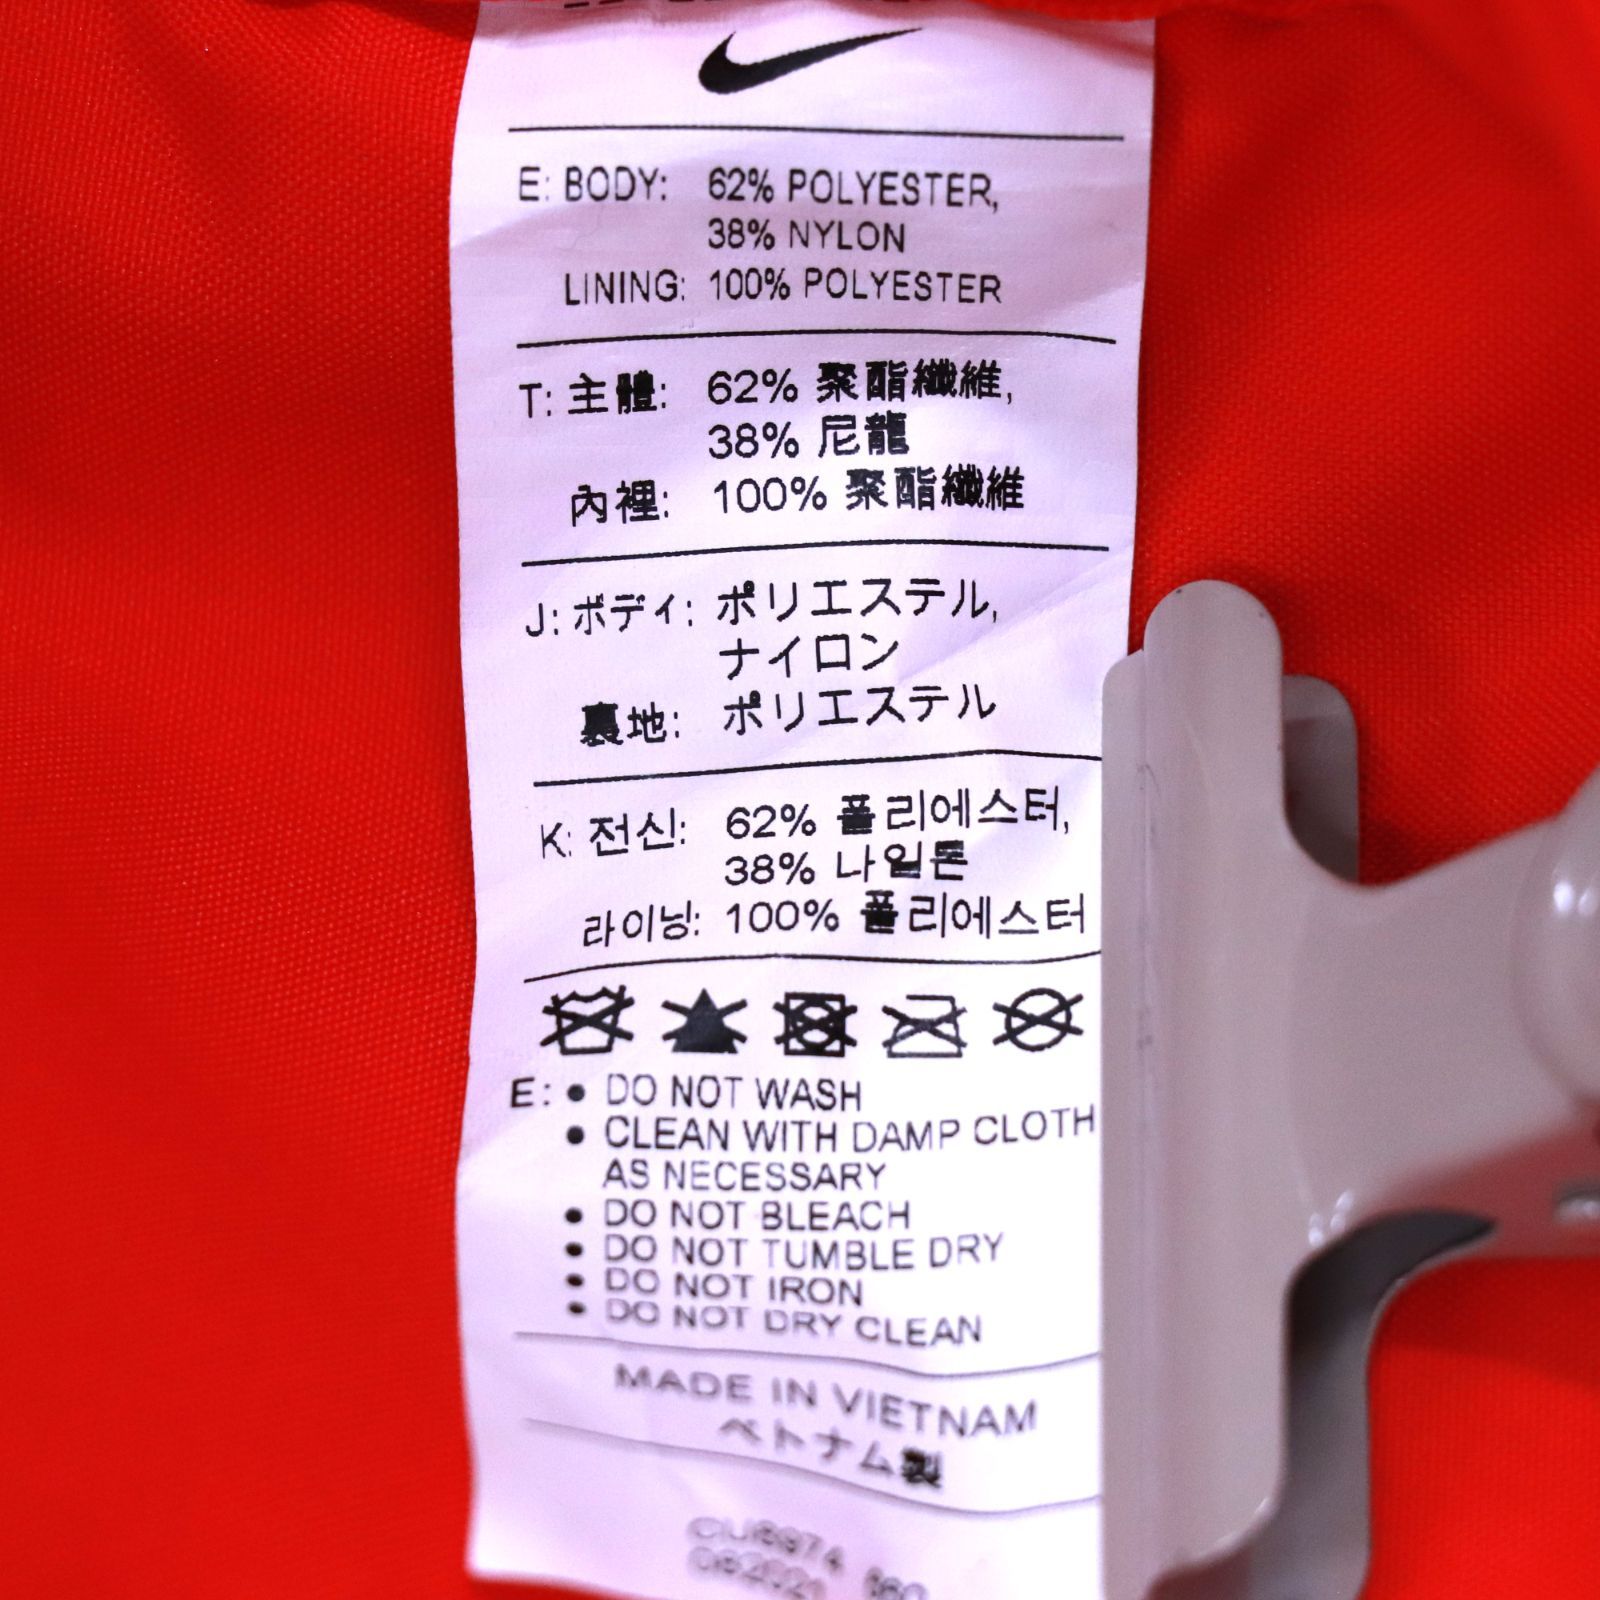 E: BODY: 62% POLYESTER,
38% NYLON
LINING: 100% POLYESTER
T: 主體: 62% 聚酯纖維,
38% 尼龍
內裡: 100% 聚酯纖維
J: ボディ: ポリエステル,
ナイロン
裏地: ポリエステル
K: 전신: 62% 폴리에스터,
38% 나일론
라이닝: 100% 폴리에스터
E: • DO NOT WASH
• CLEAN WITH DAMP CLOTH
AS NECESSARY
• DO NOT BLEACH
• DO NOT TUMBLE DRY
• DO NOT IRON
• DO NOT DRY CLEAN
MADE IN VIETNAM
ベトナム製